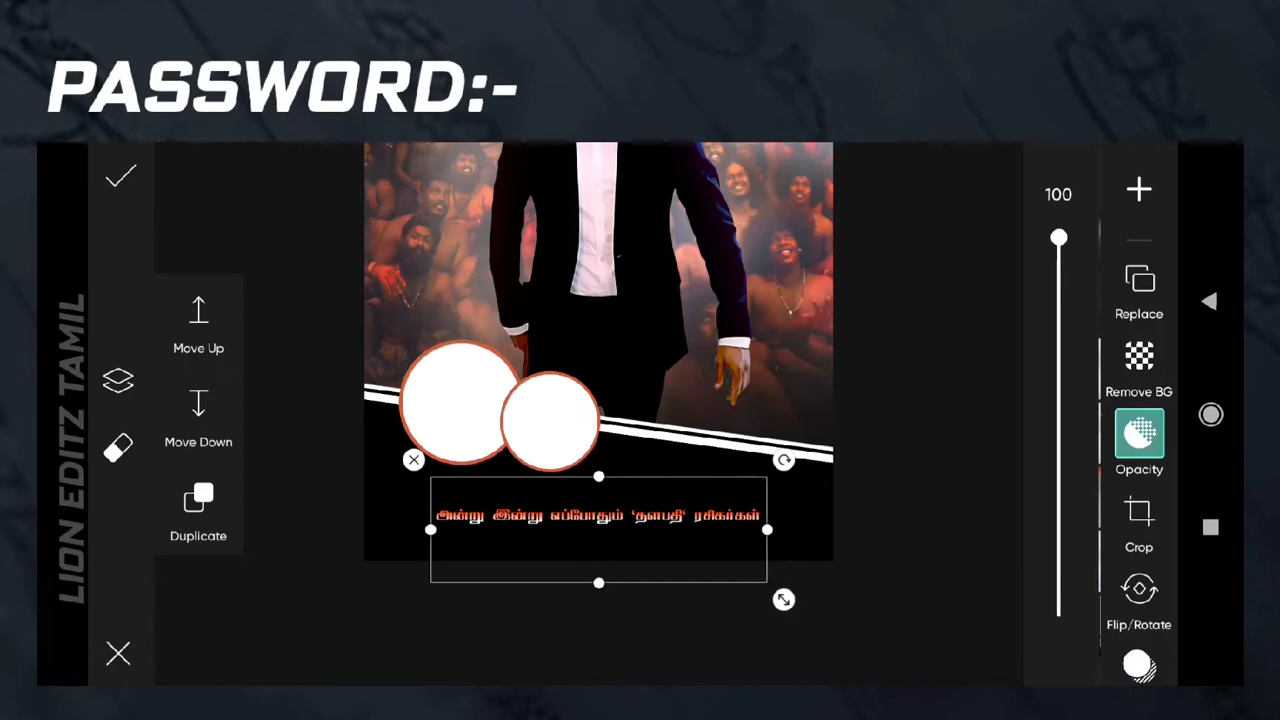 PASSWORD:-
LION EDITZ TAMIL
Move Up
Move Down
Duplicate
அன்று இன்று எப்போதும் 'தளபதி' ரசிகர்கள்
100
Replace
Remove BG
Opacity
Crop
Flip/Rotate